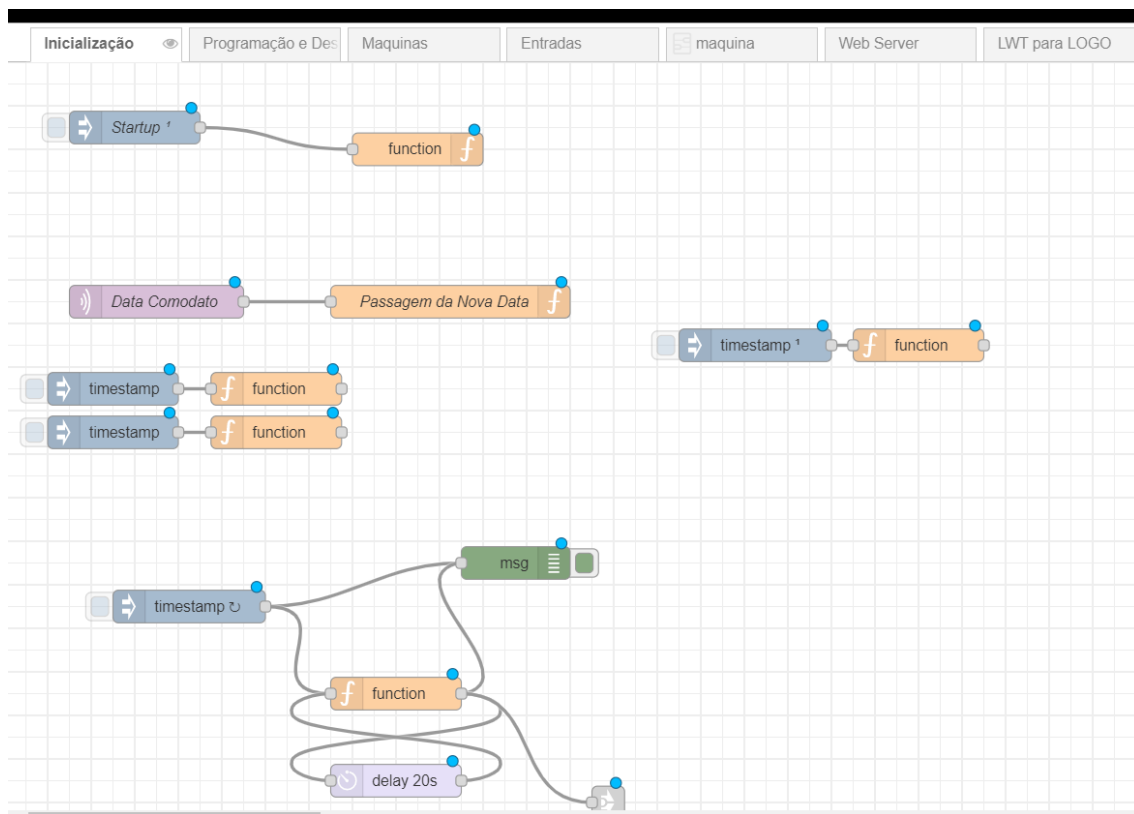 Inicialização
Programação e Des
Maquinas
Entradas
maquina
Web Server
LWT para LOGO
Startup ¹
function
Data Comodato
Passagem da Nova Data
timestamp ¹
function
timestamp
function
timestamp
function
msg
timestamp ↻
function
delay 20s